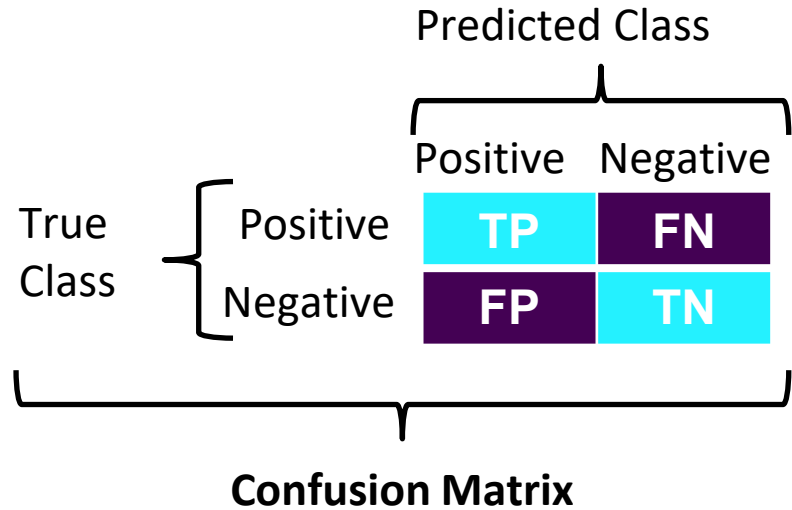 Predicted Class
Positive Negative
True
Class
Positive TP FN
Negative FP TN
Confusion Matrix